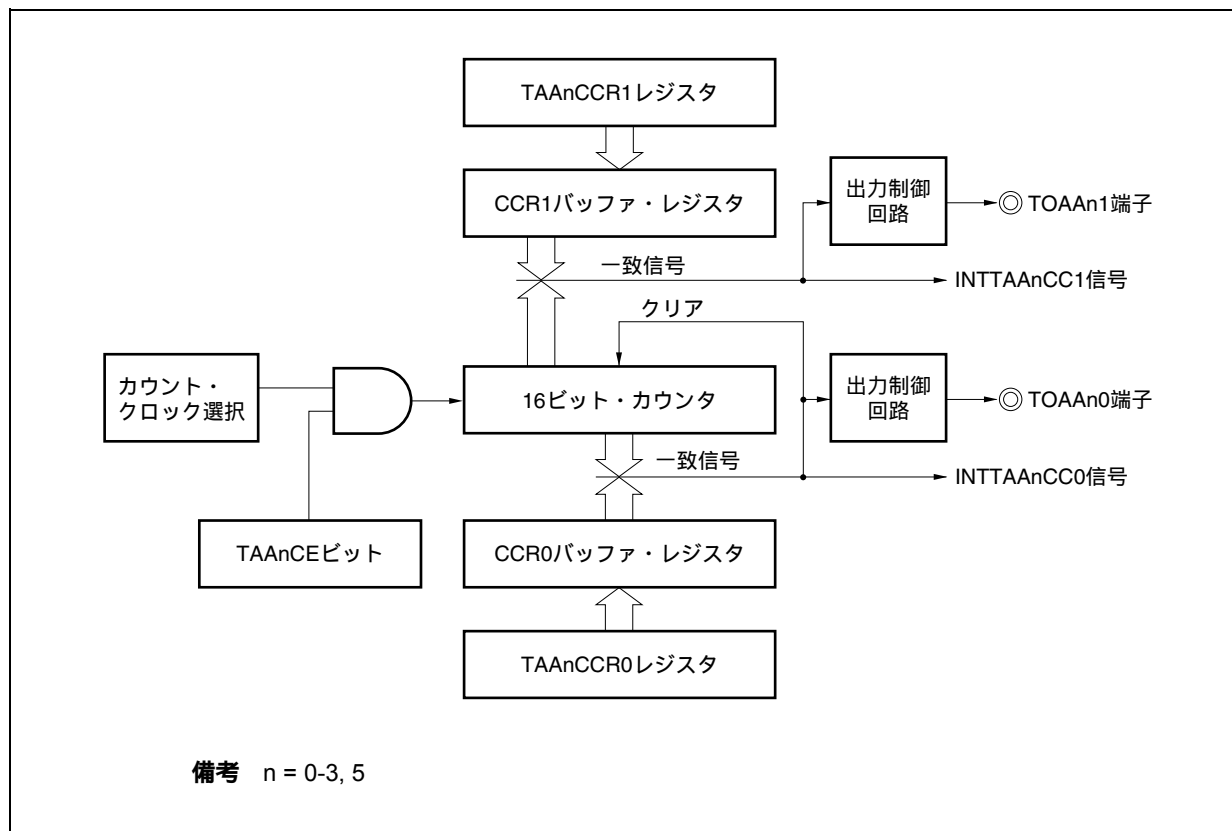 TAAnCCR1レジスタ
CCR1バッファ・レジスタ
出力制御
回路
TOAAn1端子
一致信号
INTTAAnCC1信号
クリア
カウント・
クロック選択
16ビット・カウンタ
出力制御
回路
TOAAn0端子
一致信号
INTTAAnCC0信号
TAAnCEビット
CCR0バッファ・レジスタ
TAAnCCR0レジスタ
備考 n = 0-3, 5